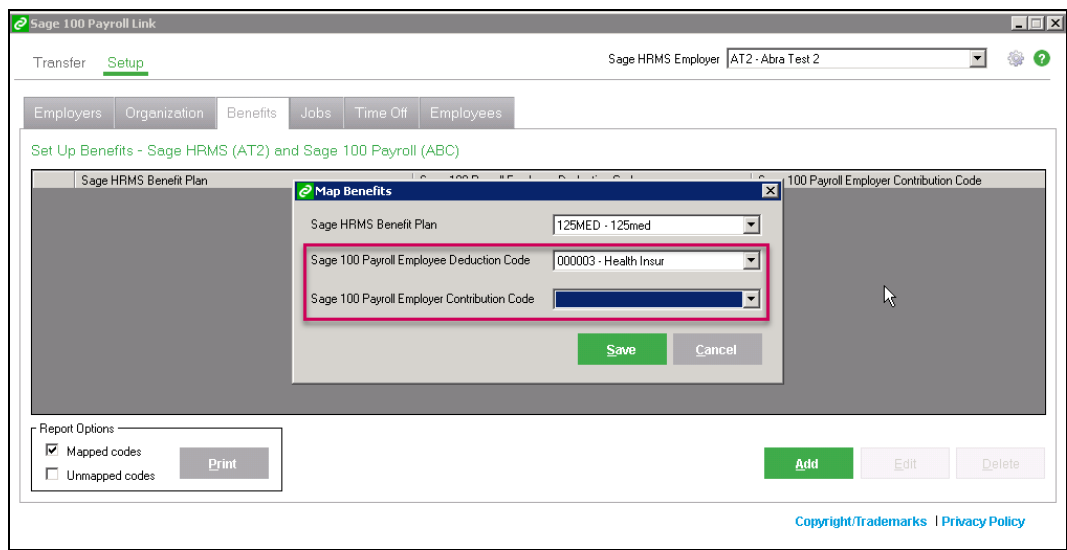 Sage 100 Payroll Link
Transfer Setup Sage HRMS Employer AT2 - Abra Test 2
Employers Organization Benefits Jobs Time Off Employees
Set Up Benefits - Sage HRMS (AT2) and Sage 100 Payroll (ABC)
Sage HRMS Benefit Plan 100 Payroll Employer Contribution Code
Map Benefits
Sage HRMS Benefit Plan 125MED - 125med
Sage 100 Payroll Employee Deduction Code 000003 - Health Insur
Sage 100 Payroll Employer Contribution Code
Save Cancel
Report Options
Mapped codes
Unmapped codes
Print
Add Edit Delete
Copyright/Trademarks | Privacy Policy